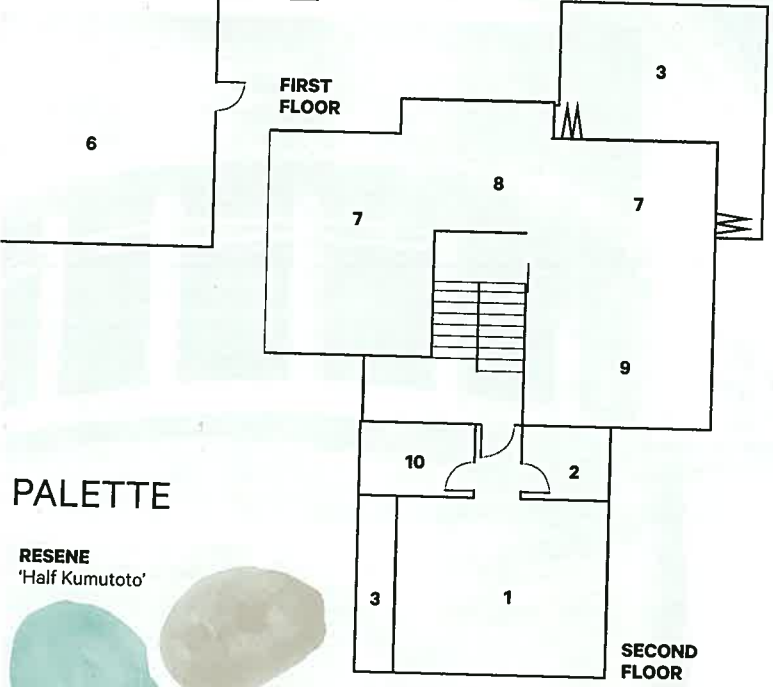 3
FIRST
FLOOR
6
8
7
7
9
10
2
PALETTE
RESENE
'Half Kumutoto'
3
1
SECOND
FLOOR